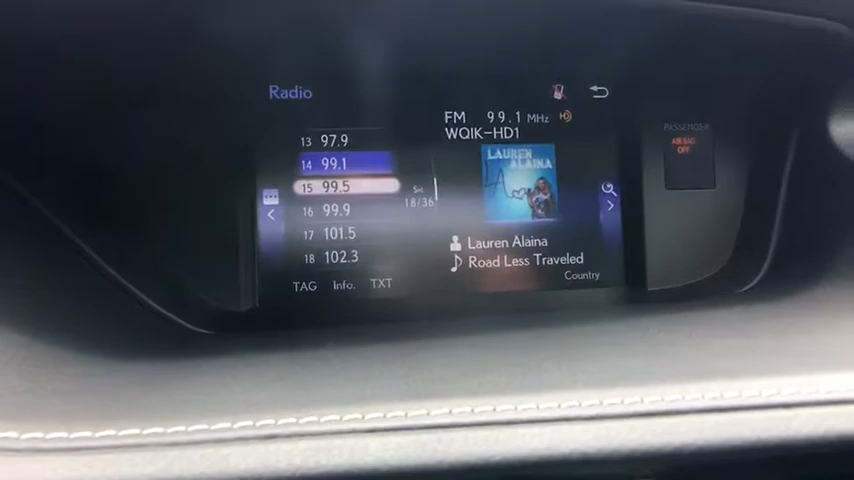 Radio
13 97.9
14 99.1
15 99.5
16 99.9
17 101.5
18 102.3
TAG Info. TXT
18/36
FM 99.1 MHz HD
WQIK-HD1
LAUREN ALAINA
Lauren Alaina
Road Less Traveled
Country
PASSENGER
AIR BAG
OFF